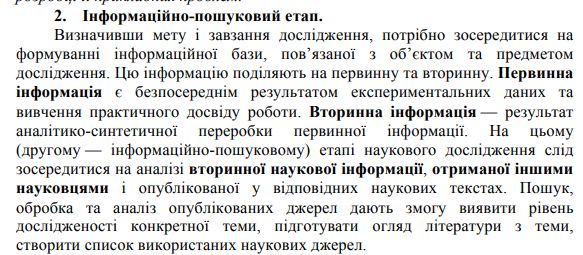 2. Інформаційно-пошуковий етап.
Визначивши мету і завзання дослідження, потрібно зосередитися на
формуванні інформаційної бази, пов’язаної з об’єктом та предметом
дослідження. Цю інформацію поділяють на первинну та вторинну. Первинна
інформація є безпосереднім результатом експериментальних даних та
вивчення практичного досвіду роботи. Вторинна інформація — результат
аналітико-синтетичної переробки первинної інформації. На цьому
(другому — інформаційно-пошуковому) етапі наукового дослідження слід
зосередитися на аналізі вторинної наукової інформації, отриманої іншими
науковцями і опублікованої у відповідних наукових текстах. Пошук,
обробка та аналіз опублікованих джерел дають змогу виявити рівень
дослідженості конкретної теми, підготувати огляд літератури з теми,
створити список використаних наукових джерел.